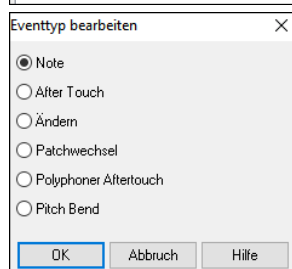 Eventtyp bearbeiten
Note
After Touch
Ändern
Patchwechsel
Polyphoner Aftertouch
Pitch Bend
OK Abbruch Hilfe